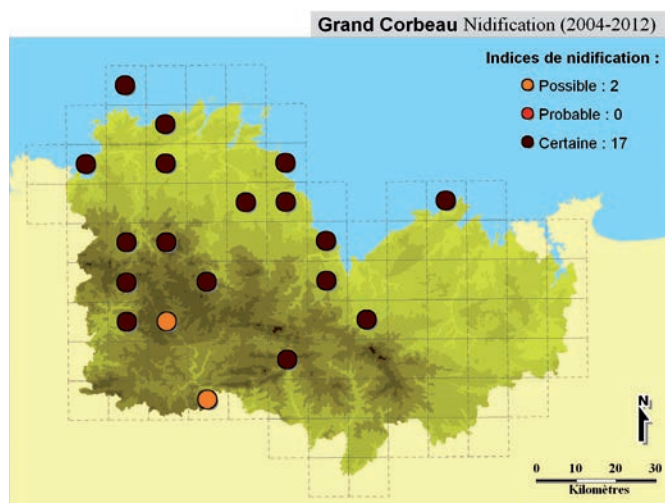 Grand Corbeau Nidification (2004-2012)
Indices de nidification :
Possible : 2
Probable : 0
Certaine : 17
N
0 10 20 30
Kilomètres